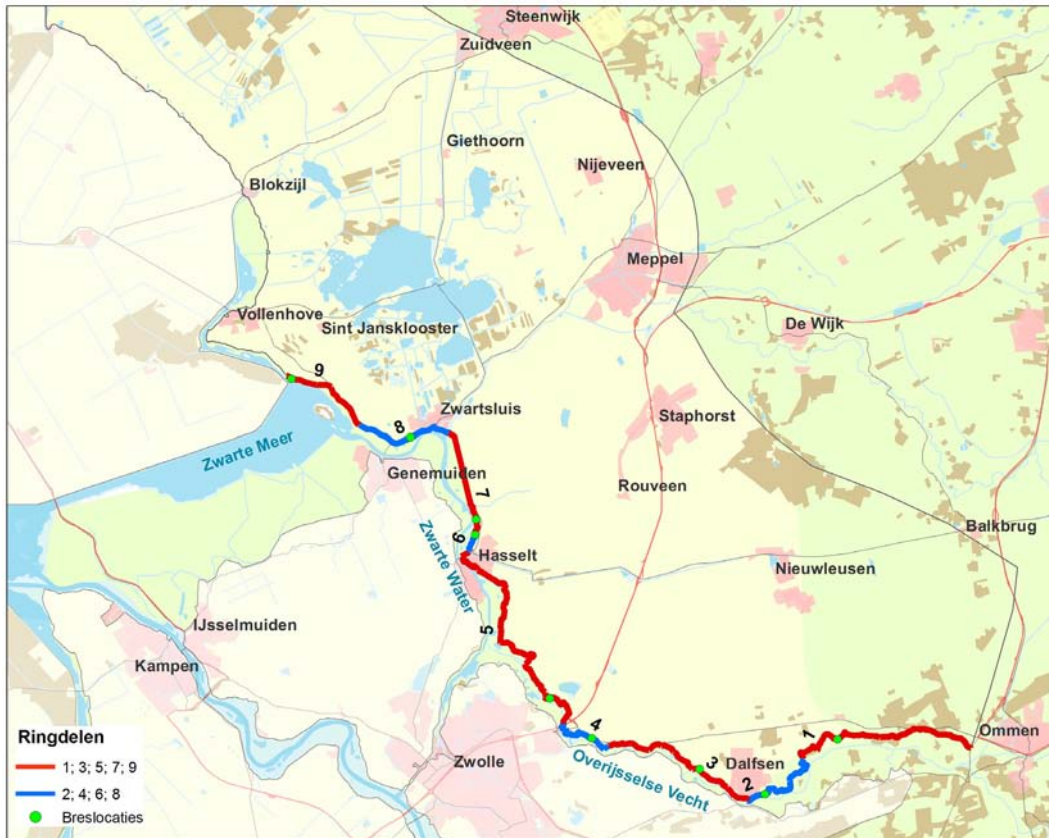 Steenwijk
Zuidveen
Giethoorn
Nijeveen
Blokzijl
Meppel
Vollenhove
Sint Jansklooster
De Wijk
9
Zwartsluis
Staphorst
8
Zwarte Meer
Genemuiden
7
Rouveen
Balkbrug
6
Hasselt
Zwarte Water
Nieuwleusen
IJsselmuiden
5
Kampen
4
1
Ommen
Ringdelen
1; 3; 5; 7; 9
2; 4; 6; 8
Breslocaties
Zwolle
Overijsselse Vecht
3
Dalfsen
2